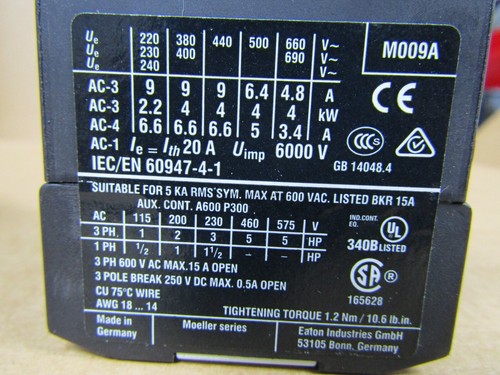 Ue 220 380 440 500 660 V~ M009A
Ue 230 400 690 V~
Ue 240
AC-3 9 9 9 6.4 4.8 A CE
AC-3 2.2 4 4 4 4 kW
AC-4 6.6 6.6 6.6 5 3.4 A
AC-1 Ie = Ith 20 A Uimp 6000 V CCC
IEC/EN 60947-4-1 GB 14048.4
SUITABLE FOR 5 KA RMS SYM. MAX AT 600 VAC. LISTED BKR 15A
AUX. CONT. A600 P300
AC 115 200 230 460 575 V IND.CONT. EQ. UL
3 PH. 1 2 3 5 5 HP 340B LISTED
1 PH 1/2 1 1 1/2 HP
3 PH 600 V AC MAX.15 A OPEN SA
3 POLE BREAK 250 V DC MAX. 0.5A OPEN
CU 75°C WIRE 165628
AWG 18 ... 14 TIGHTENING TORQUE 1.2 Nm / 10.6 lb.in.
Made in Moeller series Eaton Industries GmbH
Germany 53105 Bonn, Germany